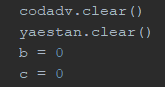 codadv.clear()
yaestan.clear()
b = 0
c = 0